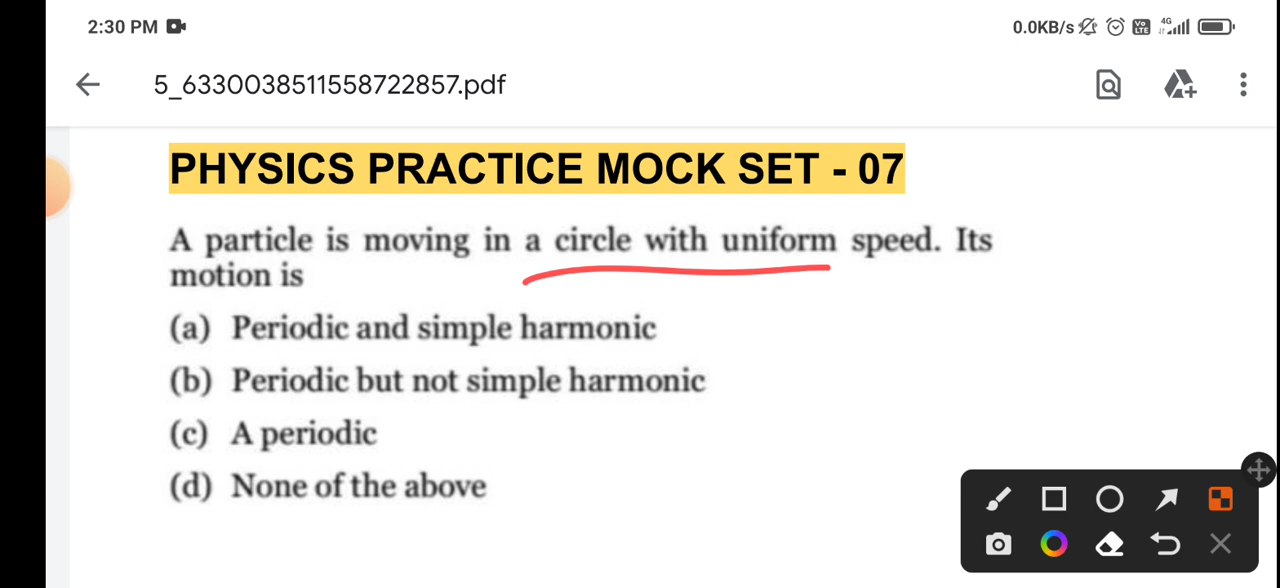 2:30 PM
0.0KB/s Vo LTE 4G
5_6330038511558722857.pdf
PHYSICS PRACTICE MOCK SET - 07
A particle is moving in a circle with uniform speed. Its
motion is
(a) Periodic and simple harmonic
(b) Periodic but not simple harmonic
(c) A periodic
(d) None of the above